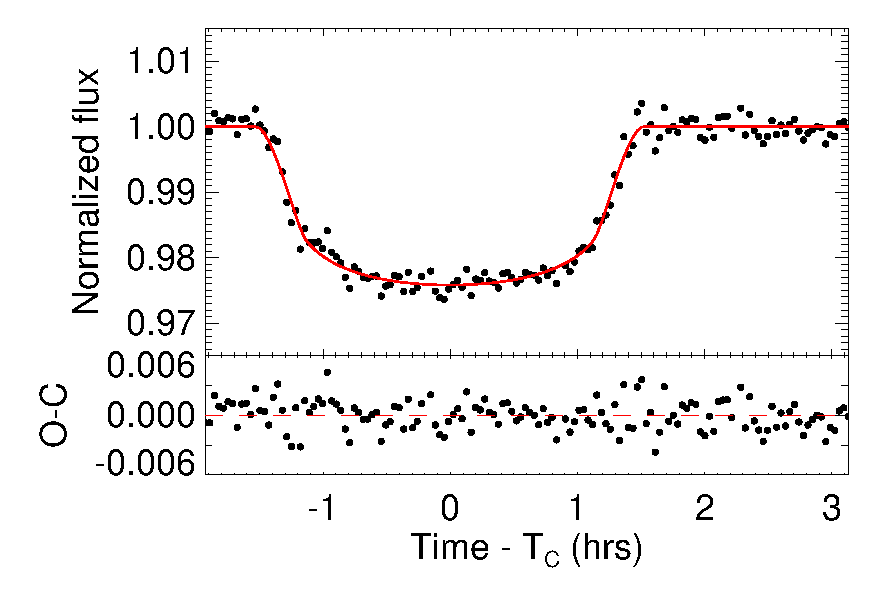 Normalized flux
1.01
1.00
0.99
0.98
0.97
O-C
0.006
0.000
-0.006
-1 0 1 2 3
Time - T_C (hrs)